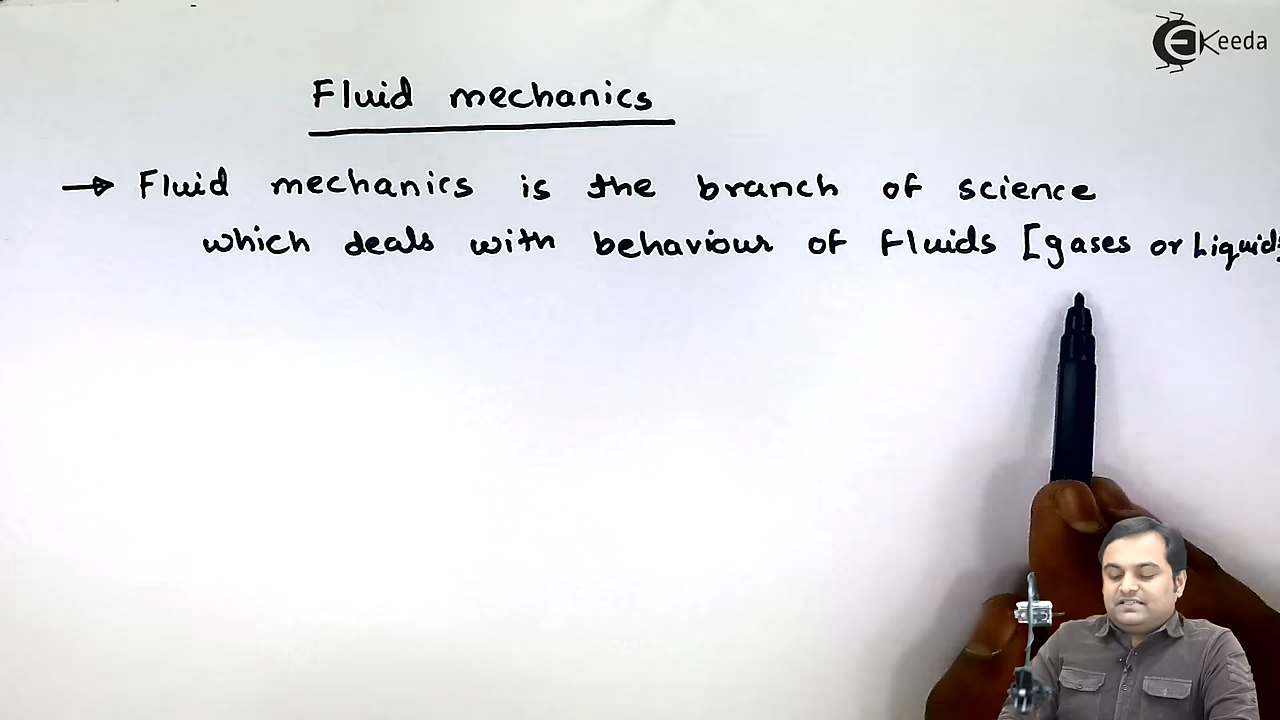 EKeeda
Fluid mechanics
→ Fluid mechanics is the branch of science
which deals with behaviour of fluids [gases or Liquids